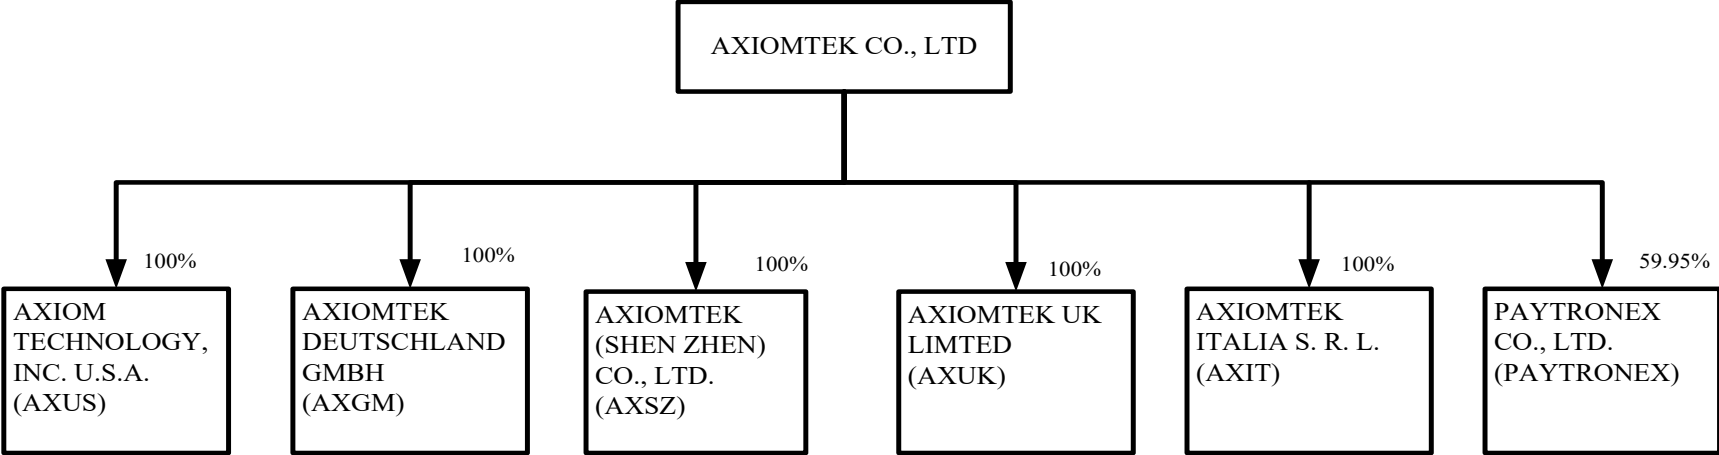 AXIOMTEK CO., LTD
100%
100%
100%
100%
100%
59.95%
AXIOM
TECHNOLOGY,
INC. U.S.A.
(AXUS)
AXIOMTEK
DEUTSCHLAND
GMBH
(AXGM)
AXIOMTEK
(SHEN ZHEN)
CO., LTD.
(AXSZ)
AXIOMTEK UK
LIMTED
(AXUK)
AXIOMTEK
ITALIA S. R. L.
(AXIT)
PAYTRONEX
CO., LTD.
(PAYTRONEX)